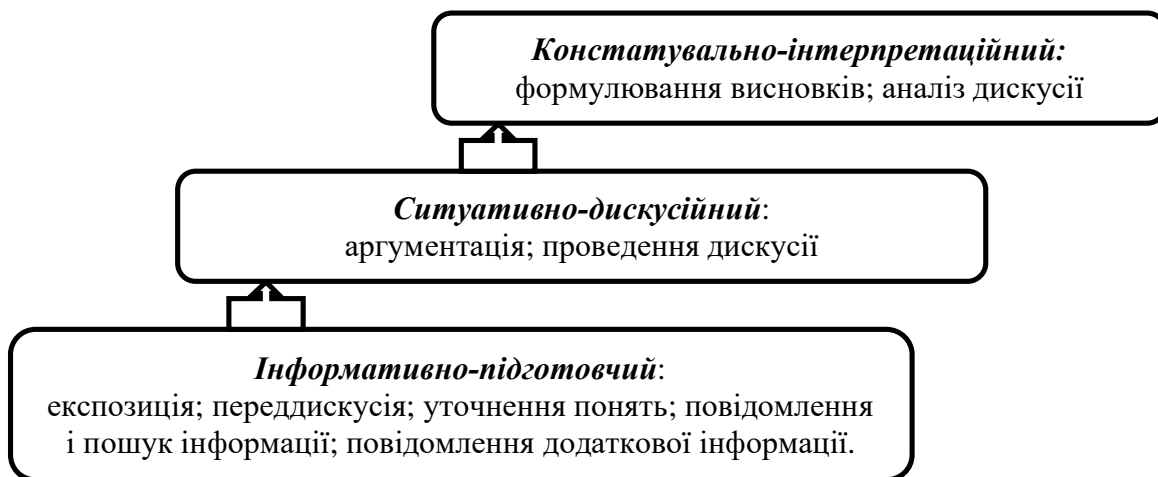 Констатувально-інтерпретаційний:
формулювання висновків; аналіз дискусії
Ситуативно-дискусійний:
аргументація; проведення дискусії
Інформативно-підготовчий:
експозиція; переддискусія; уточнення понять; повідомлення
і пошук інформації; повідомлення додаткової інформації.